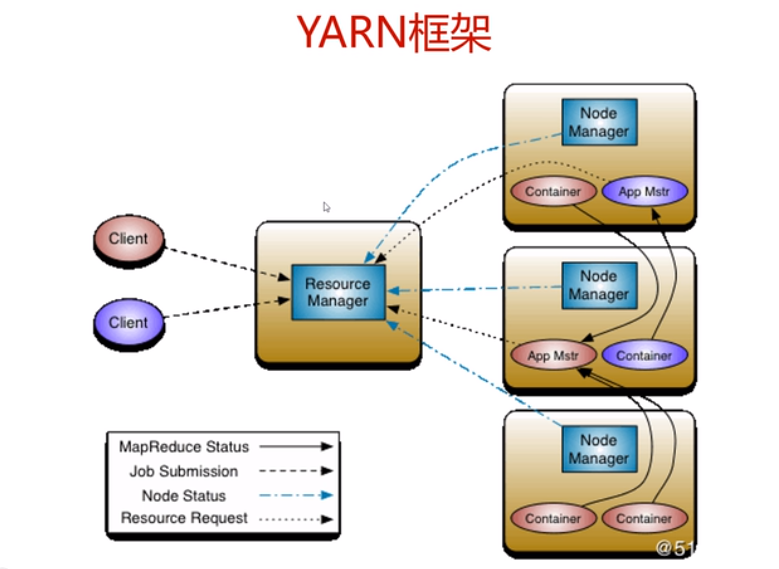 YARN框架
Client
Client
Resource
Manager
Node
Manager
Container
App Mstr
Node
Manager
App Mstr
Container
Node
Manager
Container
Container
MapReduce Status
Job Submission
Node Status
Resource Request
@51